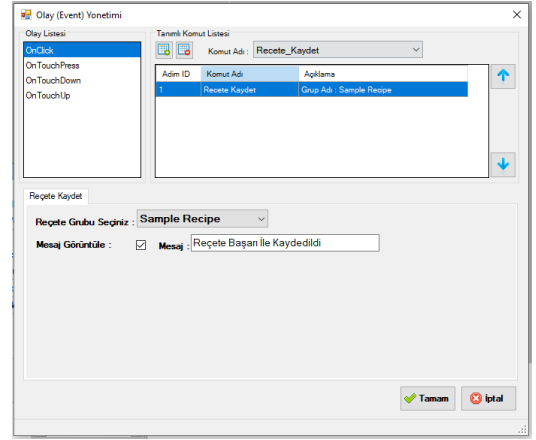 Olay (Event) Yonetimi
Olay Listesi
OnClick
OnTouchPress
OnTouchDown
OnTouchUp
Tanımlı Komut Listesi
Komut Adı : Recete_Kaydet
Adim ID Komut Adı Açıklama
1 Recete Kaydet Grup Adı : Sample Recipe
Reçete Kaydet
Reçete Grubu Seçiniz : Sample Recipe
Mesaj Görüntüle : Mesaj : Reçete Başarı İle Kaydedildi
Tamam
İptal